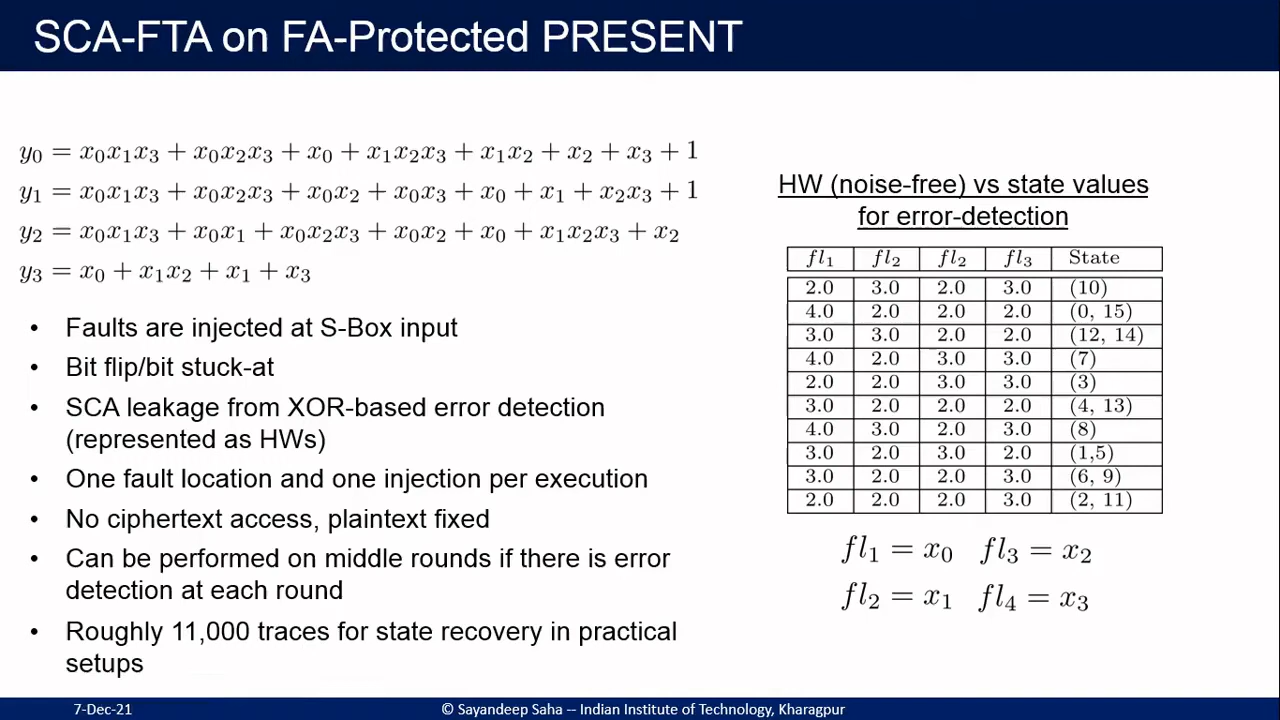 SCA-FTA on FA-Protected PRESENT
y₀ = x₀x₁x₃ + x₀x₂x₃ + x₀ + x₁x₂x₃ + x₁x₂ + x₂ + x₃ + 1
y₁ = x₀x₁x₃ + x₀x₂x₃ + x₀x₂ + x₀x₃ + x₀ + x₁ + x₂x₃ + 1
y₂ = x₀x₁x₃ + x₀x₁ + x₀x₂x₃ + x₀x₂ + x₀ + x₁x₂x₃ + x₂
y₃ = x₀ + x₁x₂ + x₁ + x₃
• Faults are injected at S-Box input
• Bit flip/bit stuck-at
• SCA leakage from XOR-based error detection
(represented as HWs)
• One fault location and one injection per execution
• No ciphertext access, plaintext fixed
• Can be performed on middle rounds if there is error
detection at each round
• Roughly 11,000 traces for state recovery in practical
setups
HW (noise-free) vs state values
for error-detection
fl₁ fl₂ fl₂ fl₃ State
2.0 3.0 2.0 3.0 (10)
4.0 2.0 2.0 2.0 (0, 15)
3.0 3.0 2.0 2.0 (12, 14)
4.0 2.0 3.0 3.0 (7)
2.0 2.0 3.0 3.0 (3)
3.0 2.0 2.0 2.0 (4, 13)
4.0 3.0 2.0 3.0 (8)
3.0 2.0 3.0 2.0 (1,5)
3.0 2.0 2.0 3.0 (6, 9)
2.0 2.0 2.0 3.0 (2, 11)
fl₁ = x₀ fl₃ = x₂
fl₂ = x₁ fl₄ = x₃
7-Dec-21 © Sayandeep Saha -- Indian Institute of Technology, Kharagpur